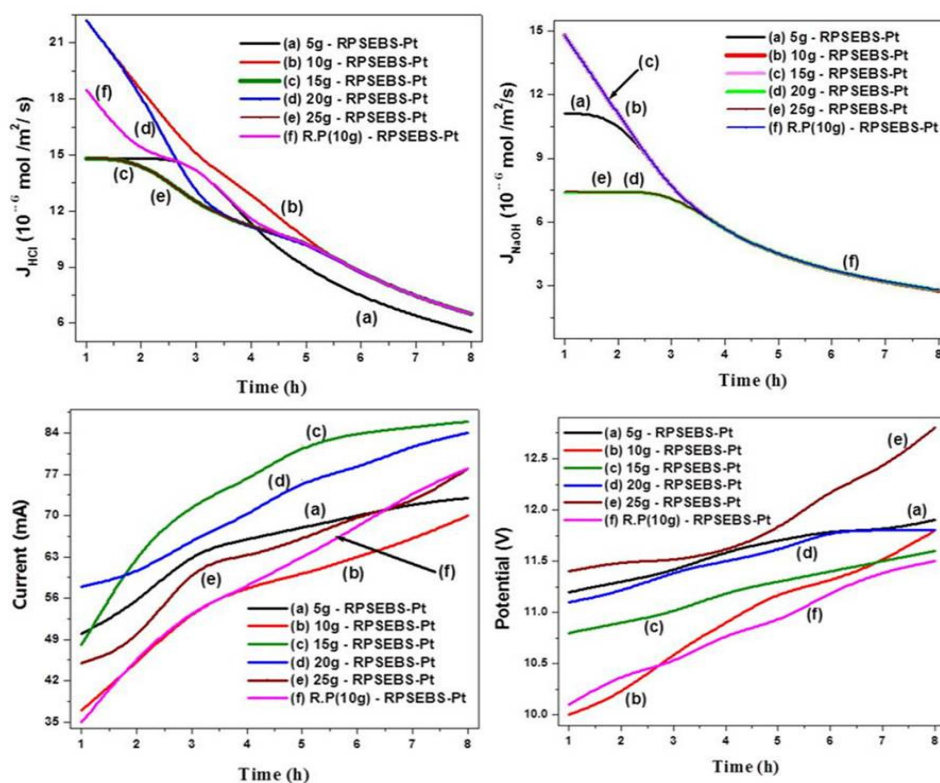 J_HCl (10^-6 mol /m^2/s)
22
18
15
12
9
6
(a) 5g - RPSEBS-Pt
(b) 10g - RPSEBS-Pt
(c) 15g - RPSEBS-Pt
(d) 20g - RPSEBS-Pt
(e) 25g - RPSEBS-Pt
(f) R.P(10g) - RPSEBS-Pt
(f)
(d)
(c)
(e)
(b)
(a)
1 2 3 4 5 6 7 8
Time (h)
J_NaOH (10^-6 mol /m^2/s)
15
12
9
6
3
(a) 5g - RPSEBS-Pt
(b) 10g - RPSEBS-Pt
(c) 15g - RPSEBS-Pt
(d) 20g - RPSEBS-Pt
(e) 25g - RPSEBS-Pt
(f) R.P(10g) - RPSEBS-Pt
(c)
(a)
(b)
(e)
(d)
(f)
1 2 3 4 5 6 7 8
Time (h)
Current (mA)
84
77
70
63
56
49
42
35
(c)
(d)
(a)
(e)
(b)
(f)
(a) 5g - RPSEBS-Pt
(b) 10g - RPSEBS-Pt
(c) 15g - RPSEBS-Pt
(d) 20g - RPSEBS-Pt
(e) 25g - RPSEBS-Pt
(f) R.P(10g) - RPSEBS-Pt
1 2 3 4 5 6 7 8
Time (h)
Potential (V)
12.5
12.0
11.5
11.0
10.5
10.0
(a) 5g - RPSEBS-Pt
(b) 10g - RPSEBS-Pt
(c) 15g - RPSEBS-Pt
(d) 20g - RPSEBS-Pt
(e) 25g - RPSEBS-Pt
(f) R.P(10g) - RPSEBS-Pt
(e)
(a)
(d)
(c)
(f)
(b)
1 2 3 4 5 6 7 8
Time (h)